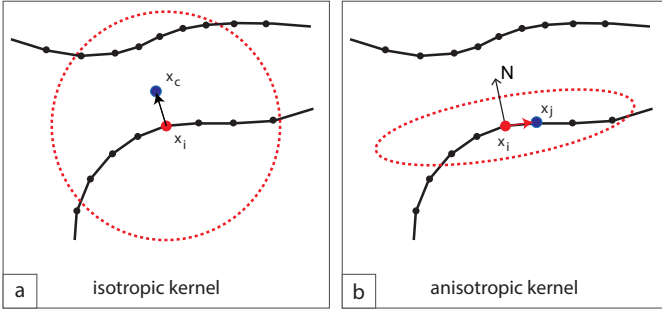 x_c
x_i
a
isotropic kernel
N
x_j
x_i
b
anisotropic kernel